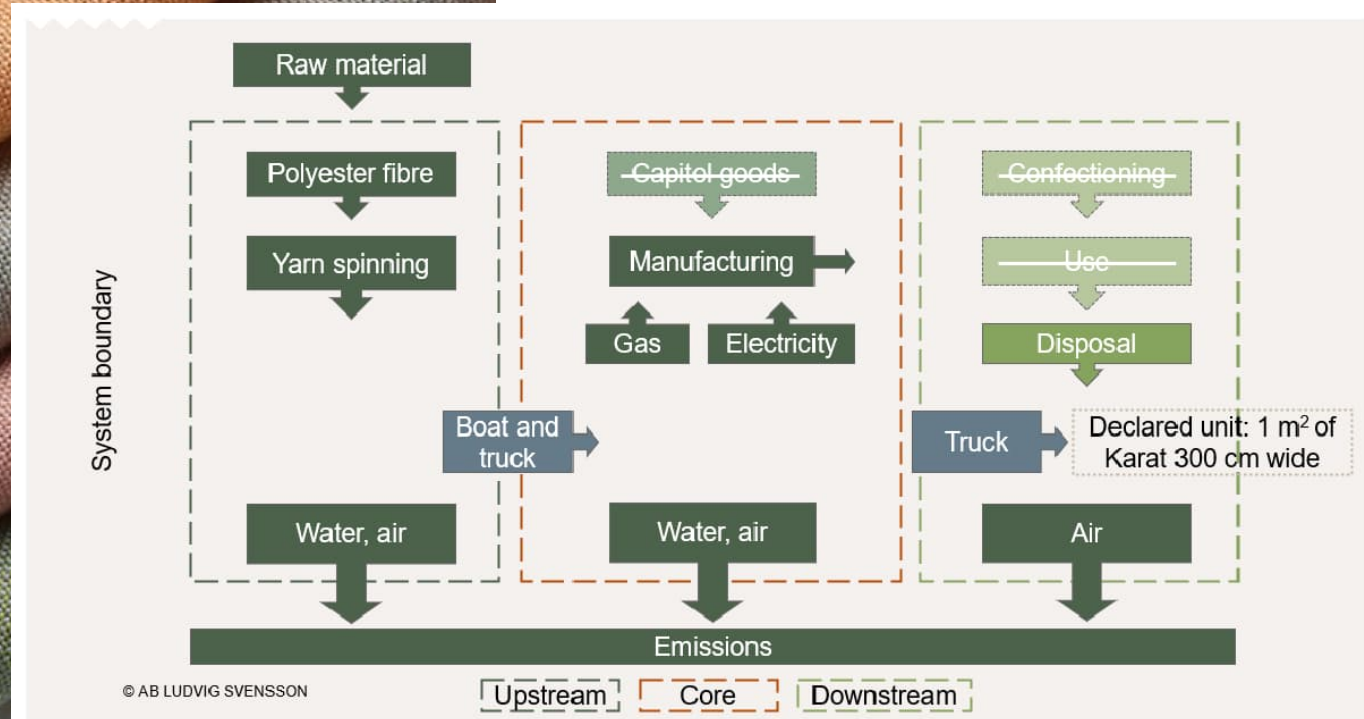 Raw material
System boundary
Polyester fibre
Yarn spinning
Capitol goods
Manufacturing
Gas
Electricity
Confectioning
Use
Disposal
Boat and
truck
Truck
Declared unit: 1 m² of
Karat 300 cm wide
Water, air
Water, air
Air
Emissions
© AB LUDVIG SVENSSON
Upstream
Core
Downstream